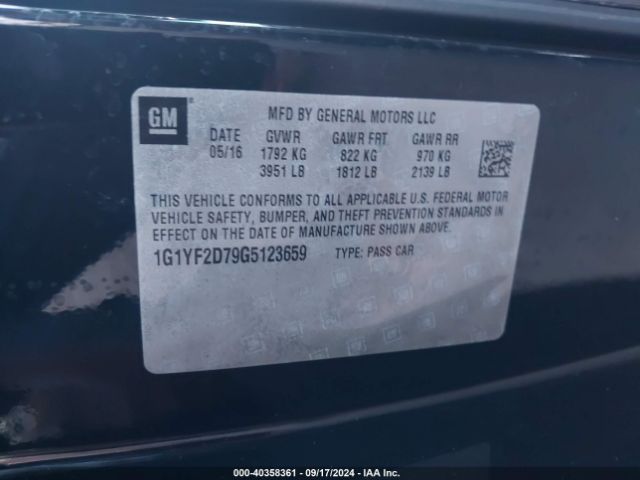 GM
MFD BY GENERAL MOTORS LLC
DATE GVWR GAWR FRT GAWR RR
05/16 1792 KG 822 KG 970 KG
3951 LB 1812 LB 2139 LB
THIS VEHICLE CONFORMS TO ALL APPLICABLE U.S. FEDERAL MOTOR
VEHICLE SAFETY, BUMPER, AND THEFT PREVENTION STANDARDS IN
EFFECT ON THE DATE OF MANUFACTURE SHOWN ABOVE.
1G1YF2D79G5123659 TYPE: PASS CAR
000-40358361 - 09/17/2024 - IAA Inc.